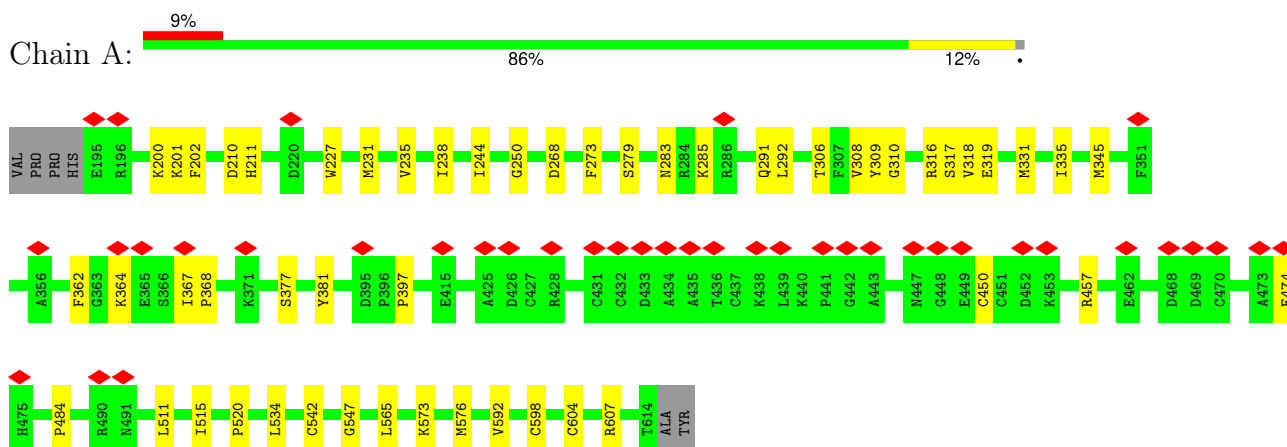 9%
Chain A:
86%
12%
•
VAL PRO PRO HIS E195 R196 K200 K201 F202 D210 H211 D220 W227 M231 V235 I238 I244 G250 D268 F273 S279 N283 R284 K285 R286 Q291 L292 T306 F307 V308 Y309 G310 R316 S317 V318 E319 M331 I335 M345 F351
A356 F362 G363 K364 E365 S366 I367 P368 K371 S377 Y381 D395 P396 P397 E415 A425 D426 C427 R428 C431 C432 D433 A434 A435 T436 C437 K438 L439 K440 P441 G442 A443 N447 G448 E449 C450 C451 D452 K453 R457 E462 D468 D469 C470 A473 E474
H475 P484 R490 N491 L511 I515 P520 L534 C542 G547 L565 K573 M576 V592 C598 C604 R607 T614 ALA TYR